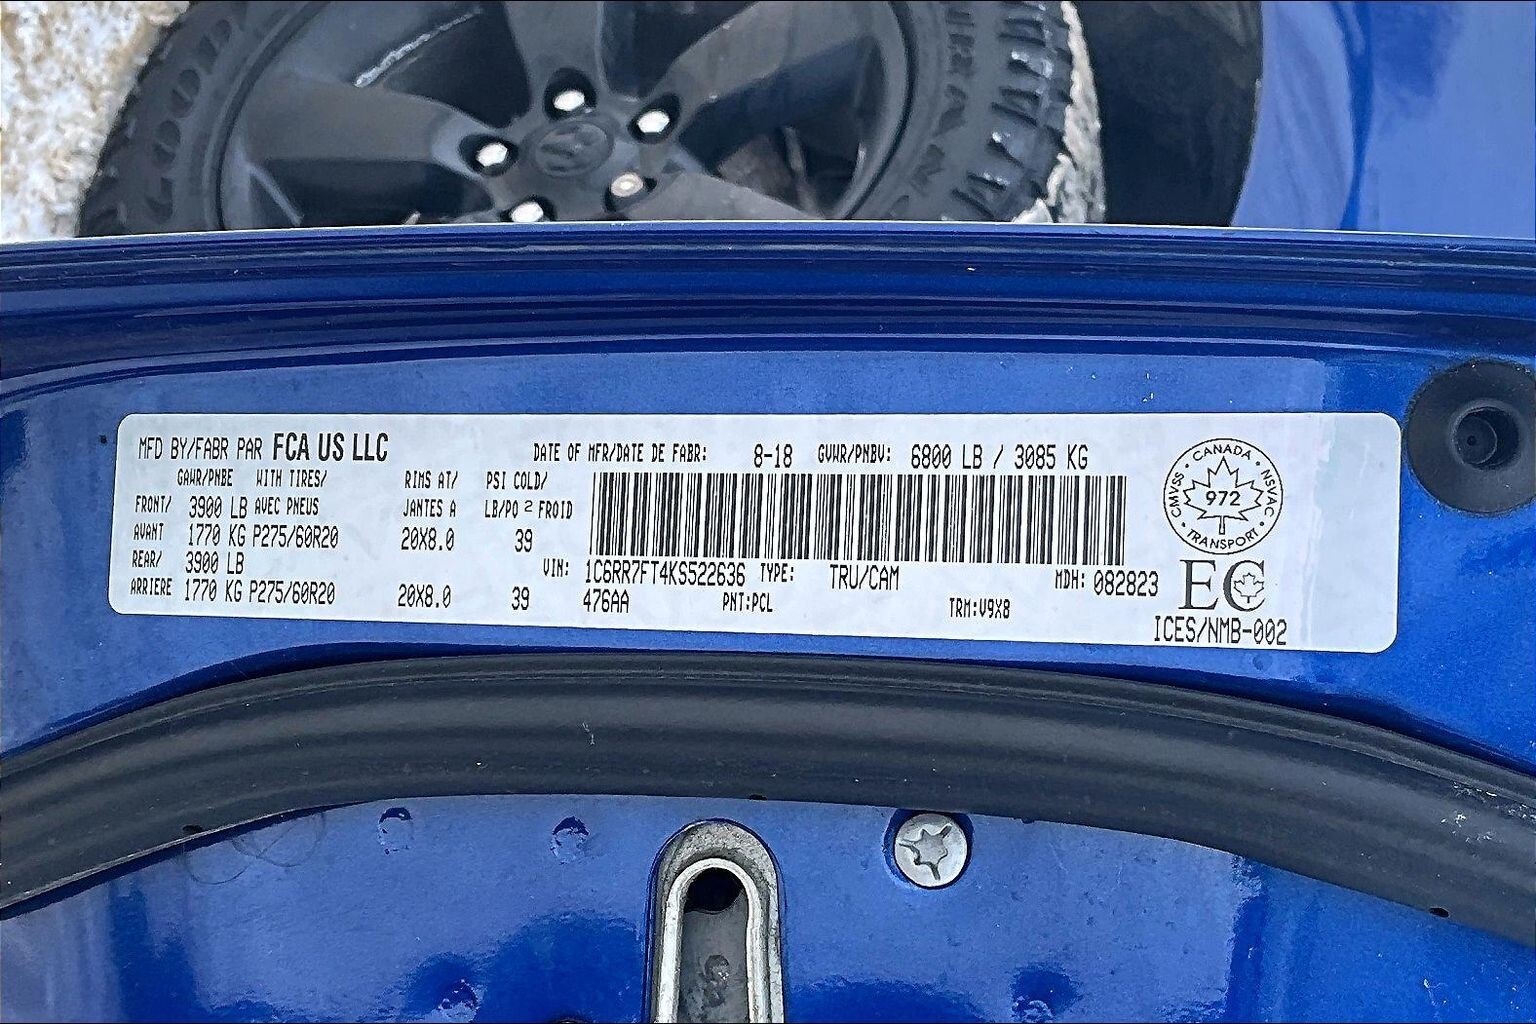 MFD BY/FABR PAR FCA US LLC
DATE OF MFR/DATE DE FABR: 8-18 GVWR/PNBV: 6800 LB / 3085 KG
GAWR/PNBE WITH TIRES/ RIMS AT/ PSI COLD/
FRONT/ 3900 LB AVEC PNEUS JANTES A LB/PO 2 FROID
AVANT 1770 KG P275/60R20 20X8.0 39
REAR/ 3900 LB
ARRIERE 1770 KG P275/60R20 20X8.0 39
VIN: 1C6RR7FT4KS522636 TYPE: TRU/CAM MDH: 082823
476AA PNT:PCL TRM:V9X8
CANADA
CMVSS 972 NSVAC
TRANSPORT
EC
ICES/NMB-002